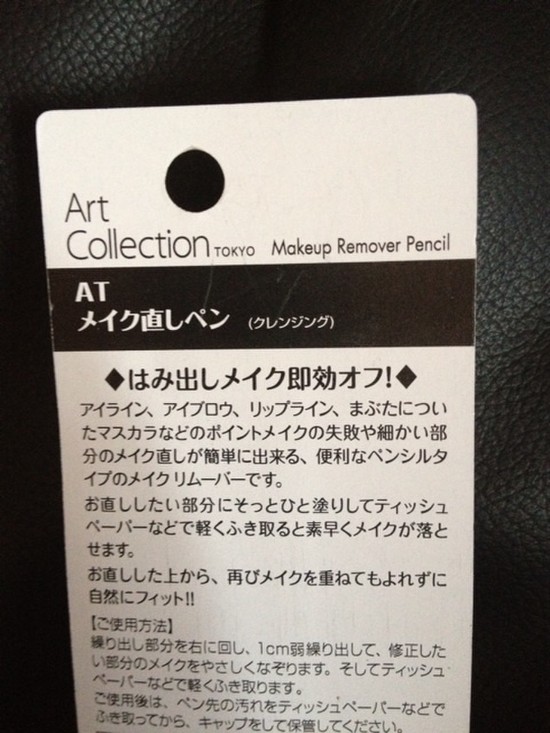 Art
Collection TOKYO Makeup Remover Pencil
AT
メイク直しペン (クレンジング)
◆はみ出しメイク即効オフ!◆
アイライン、アイブロウ、リップライン、まぶたについ
たマスカラなどのポイントメイクの失敗や細かい部
分のメイク直しが簡単に出来る、便利なペンシルタ
イプのメイクリムーバーです。
お直ししたい部分にそっとひと塗りしてティッシュ
ペーパーなどで軽くふき取ると素早くメイクが落と
せます。
お直しした上から、再びメイクを重ねてもよれずに
自然にフィット!!
【ご使用方法】
繰り出し部分を右に回し、1cm弱繰り出して、修正した
い部分のメイクをやさしくなぞります。そしてティッシュ
ペーパーなどで軽くふき取ります。
ご使用後は、ペン先の汚れをティッシュペーパーなどで
ふき取ってから、キャップをして保管してください。